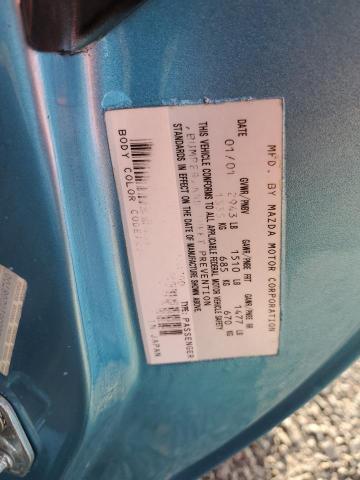 MFD. BY MAZDA MOTOR CORPORATION
DATE GVWR/PNBV GAWR/PNBE FRT GAWR/PNBE RR
01/01 2943 LB 1510 LB 1477 LB
KG 685 KG 670 KG
THIS VEHICLE CONFORMS TO ALL APPLICABLE FEDERAL MOTOR VEHICLE SAFETY
, BUMPER, PREVENTION
STANDARDS IN EFFECT ON THE DATE OF MANUFACTURE SHOWN ABOVE.
TYPE: PASSENGER
BODY COLOR CODE
IN JAPAN